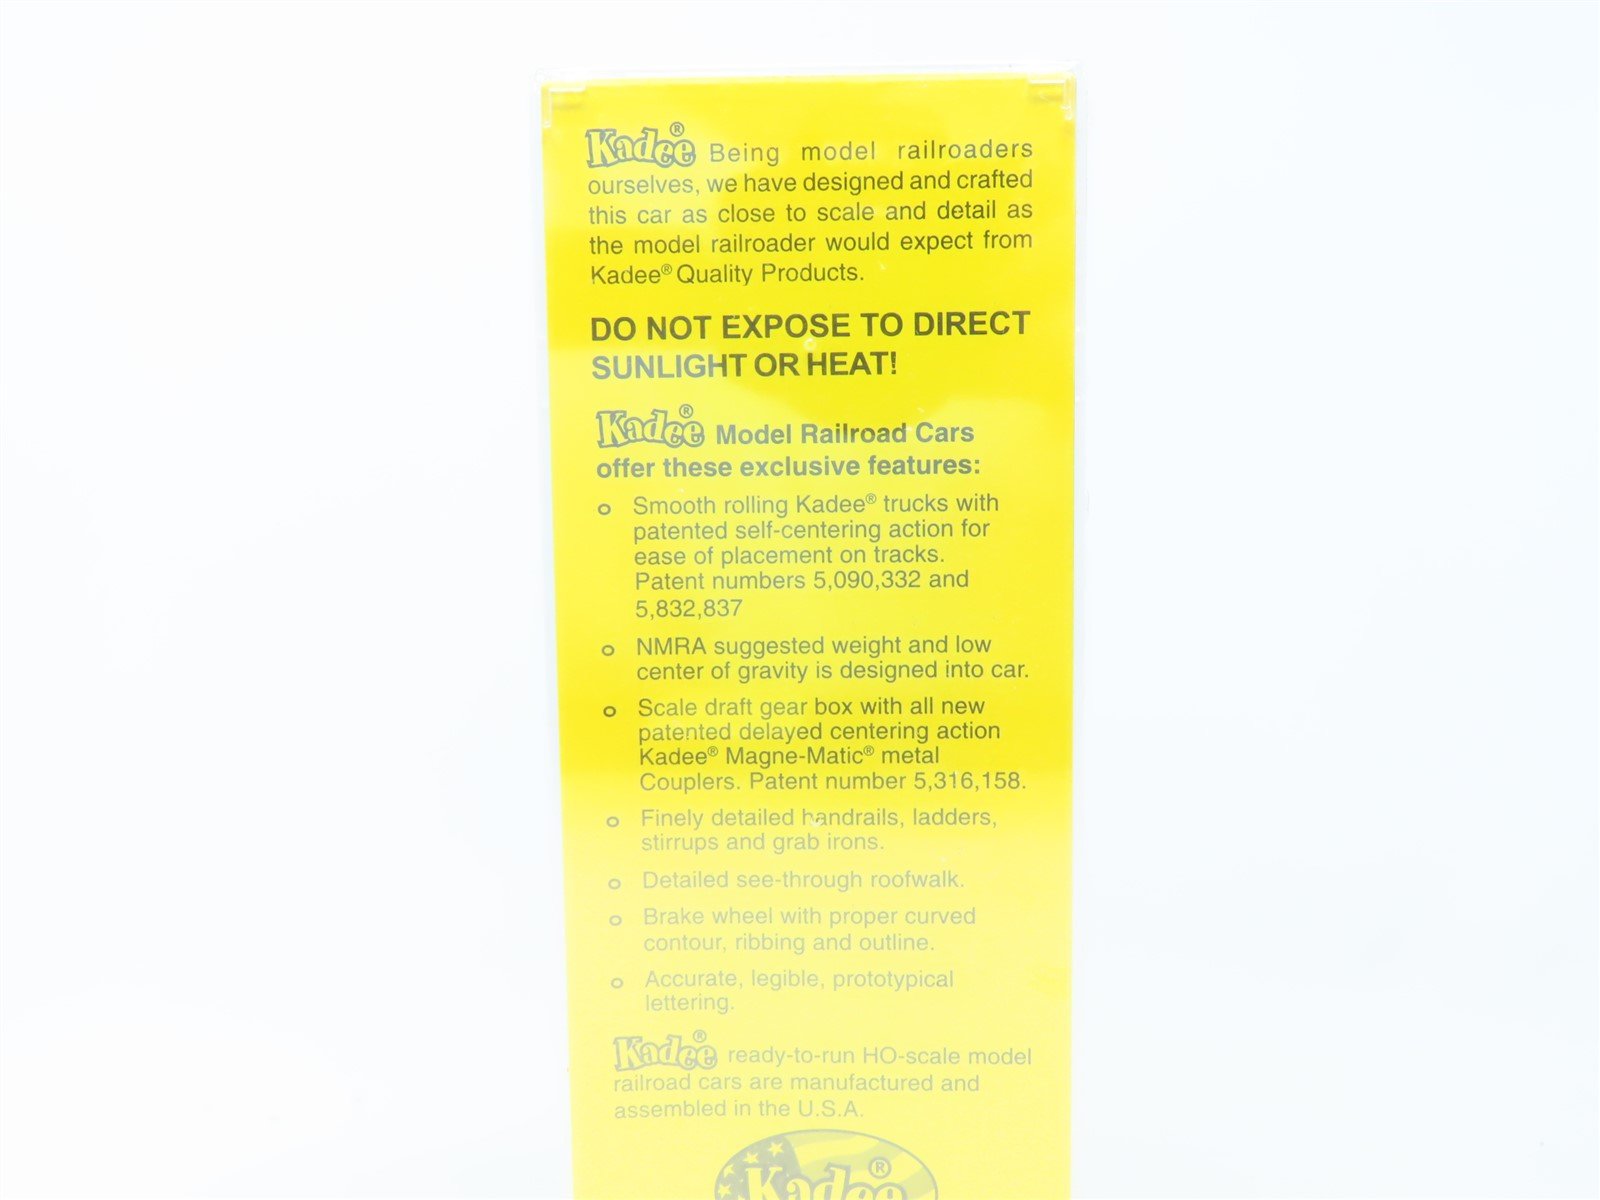 Kadee® Being model railroaders
ourselves, we have designed and crafted
this car as close to scale and detail as
the model railroader would expect from
Kadee® Quality Products.
DO NOT EXPOSE TO DIRECT
SUNLIGHT OR HEAT!
Kadee® Model Railroad Cars
offer these exclusive features:
o Smooth rolling Kadee® trucks with
patented self-centering action for
ease of placement on tracks.
Patent numbers 5,090,332 and
5,832,837
o NMRA suggested weight and low
center of gravity is designed into car.
o Scale draft gear box with all new
patented delayed centering action
Kadee® Magne-Matic® metal
Couplers. Patent number 5,316,158.
o Finely detailed handrails, ladders,
stirrups and grab irons.
o Detailed see-through roofwalk.
o Brake wheel with proper curved
contour, ribbing and outline.
o Accurate, legible, prototypical
lettering.
Kadee® ready-to-run HO-scale model
railroad cars are manufactured and
assembled in the U.S.A.
Kadee®